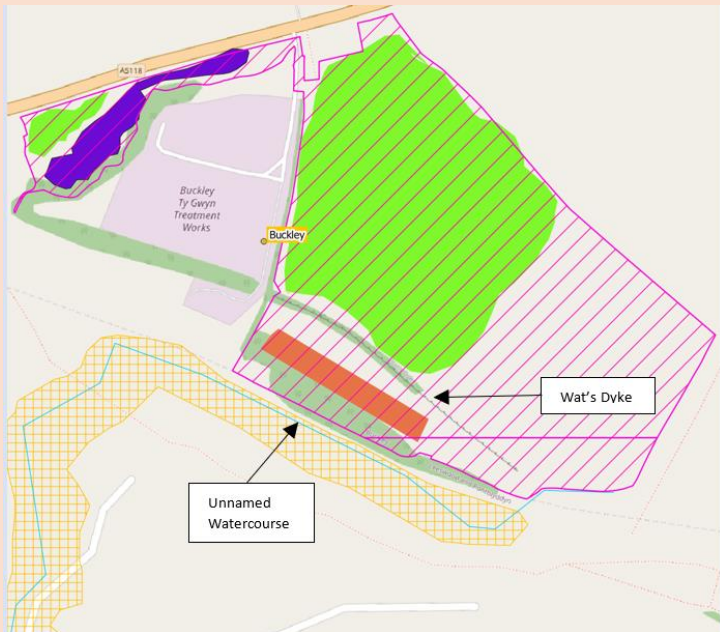 A5118
Buckley
Ty Gwyn
Treatment
Works
Buckley
Wat's Dyke
Unnamed
Watercourse